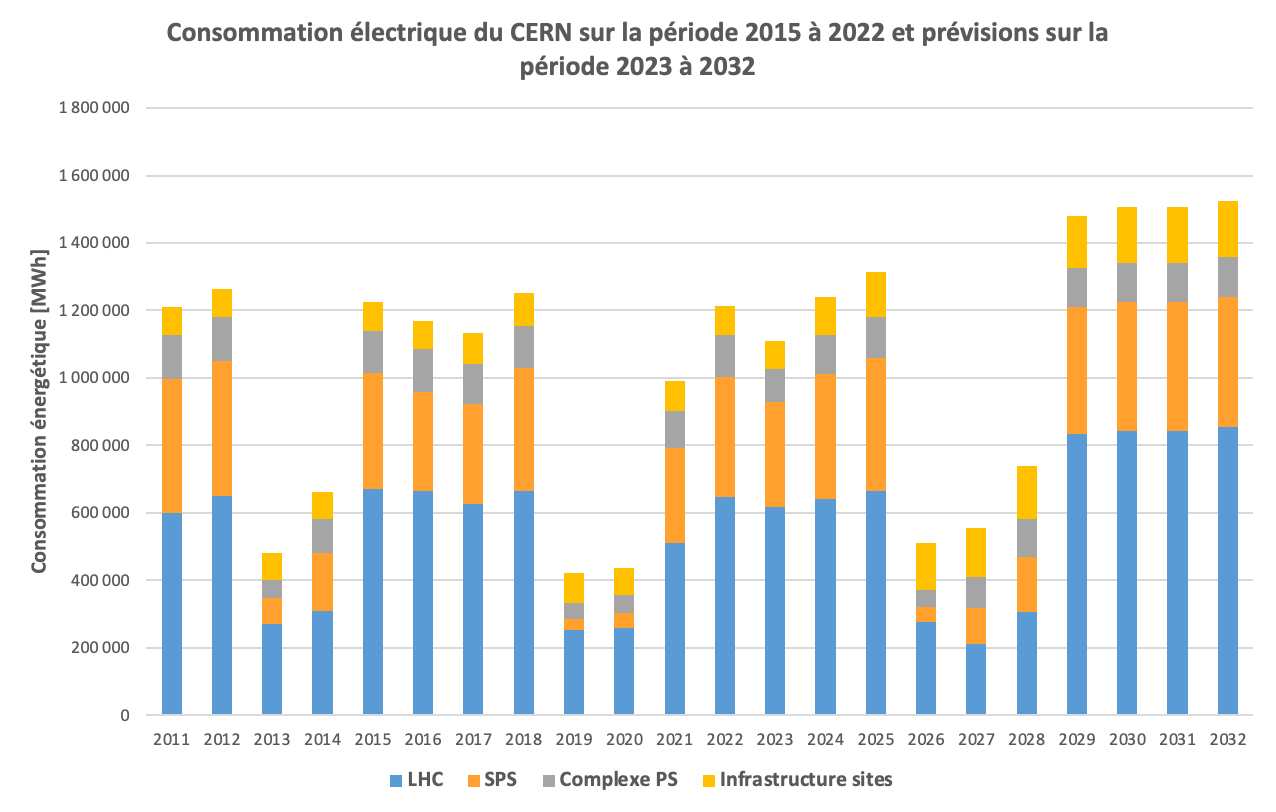 Consommation électrique du CERN sur la période 2015 à 2022 et prévisions sur la
période 2023 à 2032
Consommation énergétique [MWh]
1 800 000
1 600 000
1 400 000
1 200 000
1 000 000
800 000
600 000
400 000
200 000
0
2011 2012 2013 2014 2015 2016 2017 2018 2019 2020 2021 2022 2023 2024 2025 2026 2027 2028 2029 2030 2031 2032
LHC SPS Complexe PS Infrastructure sites